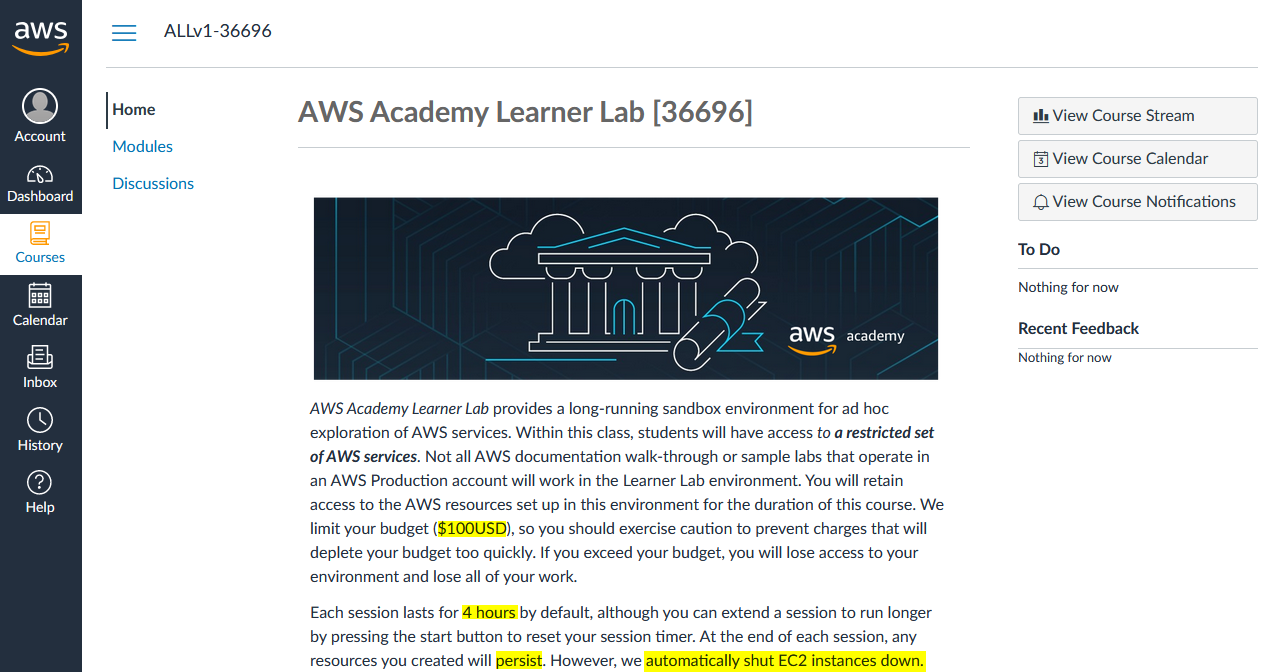 aws
ALLv1-36696
Account
Dashboard
Courses
Calendar
Inbox
History
Help
Home
Modules
Discussions
AWS Academy Learner Lab [36696]
aws academy
AWS Academy Learner Lab provides a long-running sandbox environment for ad hoc
exploration of AWS services. Within this class, students will have access to a restricted set
of AWS services. Not all AWS documentation walk-through or sample labs that operate in
an AWS Production account will work in the Learner Lab environment. You will retain
access to the AWS resources set up in this environment for the duration of this course. We
limit your budget ($100USD), so you should exercise caution to prevent charges that will
deplete your budget too quickly. If you exceed your budget, you will lose access to your
environment and lose all of your work.
Each session lasts for 4 hours by default, although you can extend a session to run longer
by pressing the start button to reset your session timer. At the end of each session, any
resources you created will persist. However, we automatically shut EC2 instances down.
View Course Stream
3 View Course Calendar
View Course Notifications
To Do
Nothing for now
Recent Feedback
Nothing for now